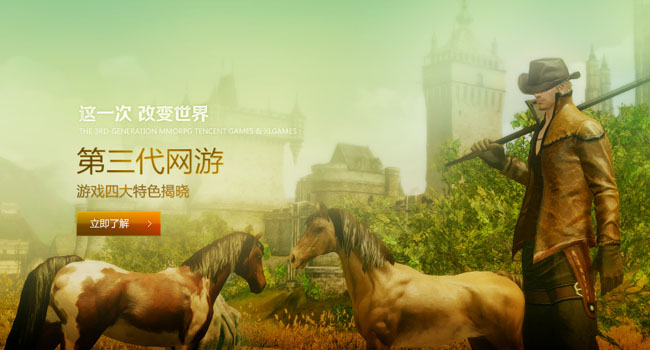 这一次 改变世界
THE 3RD-GENERATION MMORPG TENCENT GAMES & XLGAMES
第三代网游
游戏四大特色揭晓
立即了解 >